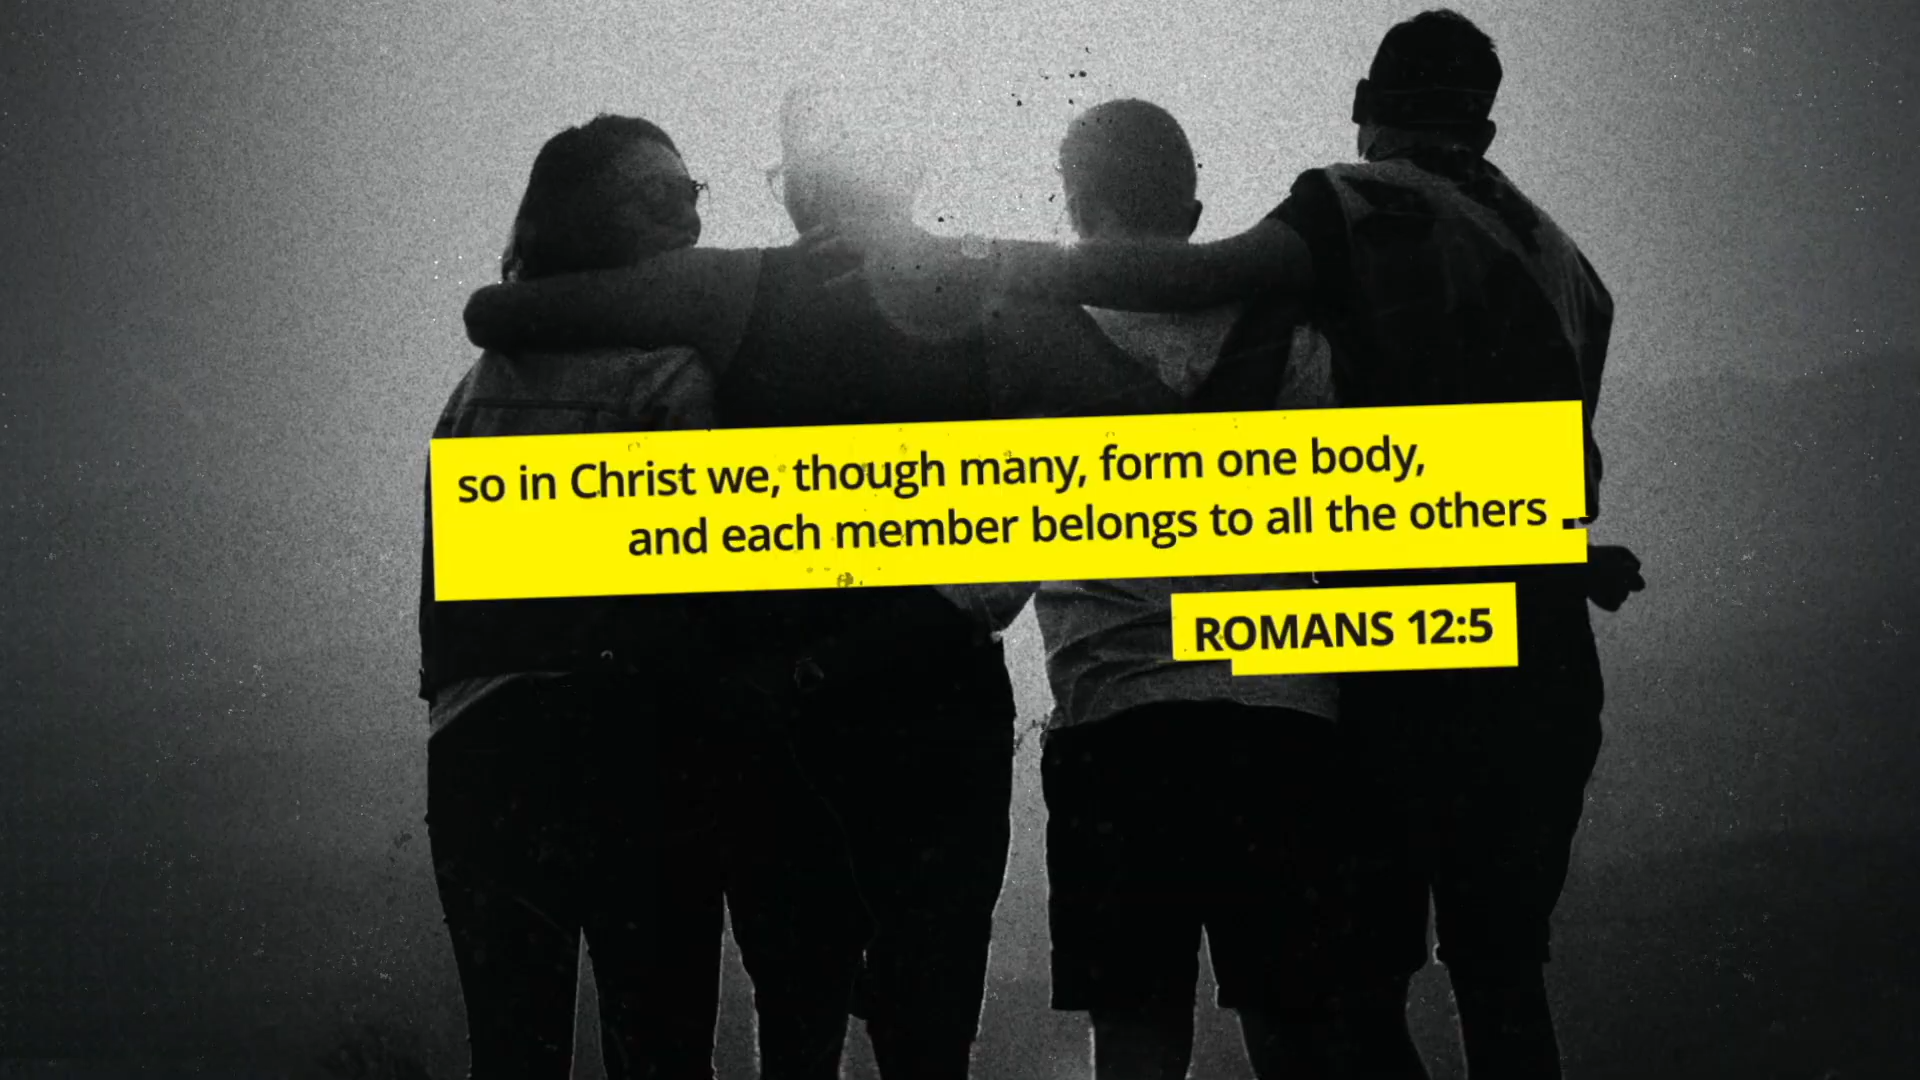 so in Christ we, though many, form one body,
and each member belongs to all the others.
ROMANS 12:5